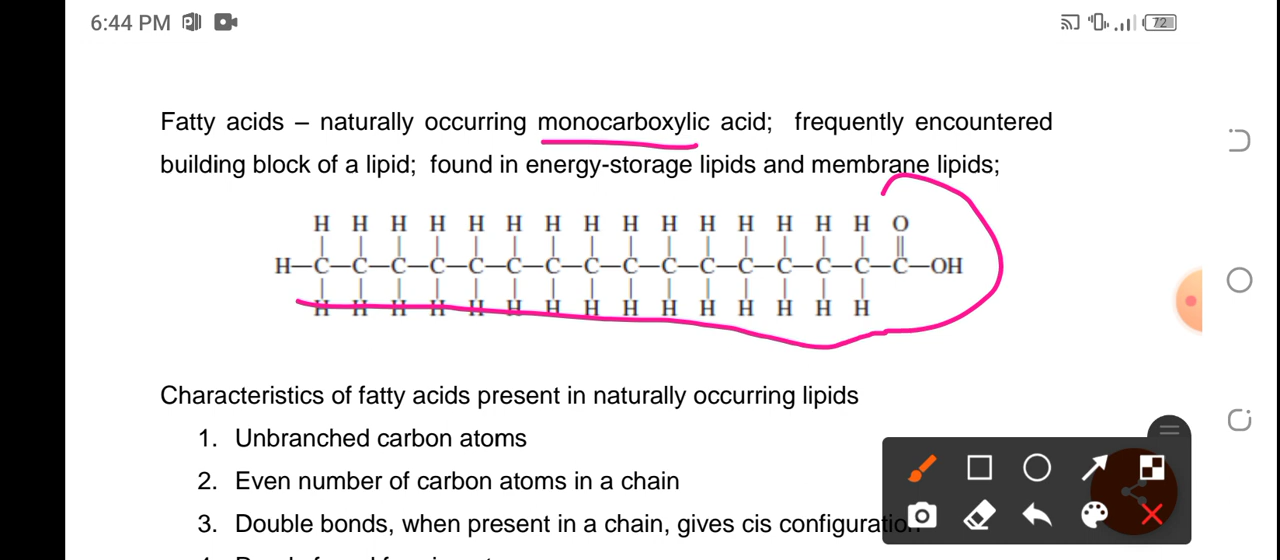 6:44 PM
72
Fatty acids – naturally occurring monocarboxylic acid; frequently encountered
building block of a lipid; found in energy-storage lipids and membrane lipids;
H H H H H H H H H H H H H H H O
H–C–C–C–C–C–C–C–C–C–C–C–C–C–C–C–C–OH
H H H H H H H H H H H H H H H
Characteristics of fatty acids present in naturally occurring lipids
1. Unbranched carbon atoms
2. Even number of carbon atoms in a chain
3. Double bonds, when present in a chain, gives cis configuration